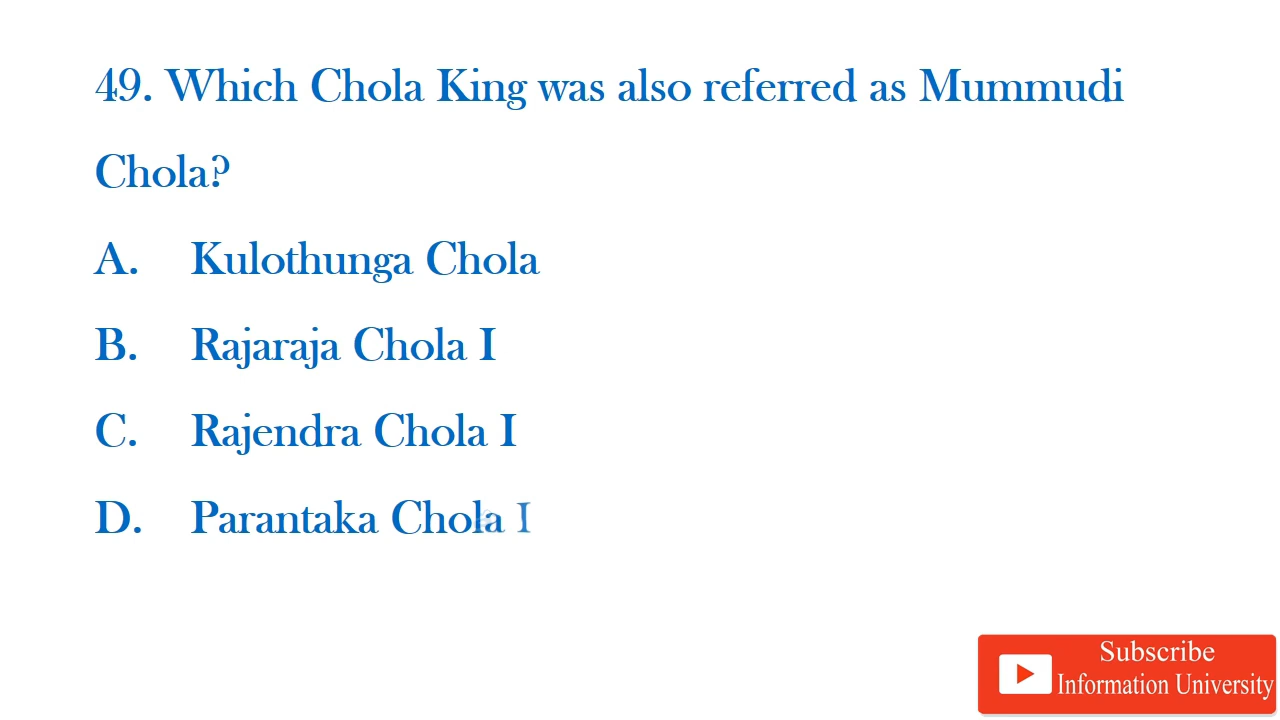 49. Which Chola King was also referred as Mummudi
Chola?
A. Kulothunga Chola
B. Rajaraja Chola I
C. Rajendra Chola I
D. Parantaka Chola I
Subscribe
Information University